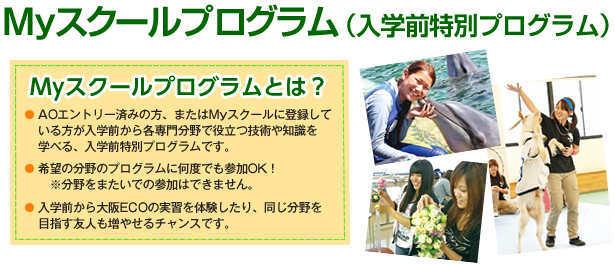 Myスクールプログラム（入学前特別プログラム）
Myスクールプログラムとは？
● AOエントリー済みの方、またはMyスクールに登録して
いる方が入学前から各専門分野で役立つ技術や知識を
学べる、入学前特別プログラムです。
● 希望の分野のプログラムに何度でも参加OK！
※分野をまたいでの参加はできません。
● 入学前から大阪ECOの実習を体験したり、同じ分野を
目指す友人も増やせるチャンスです。